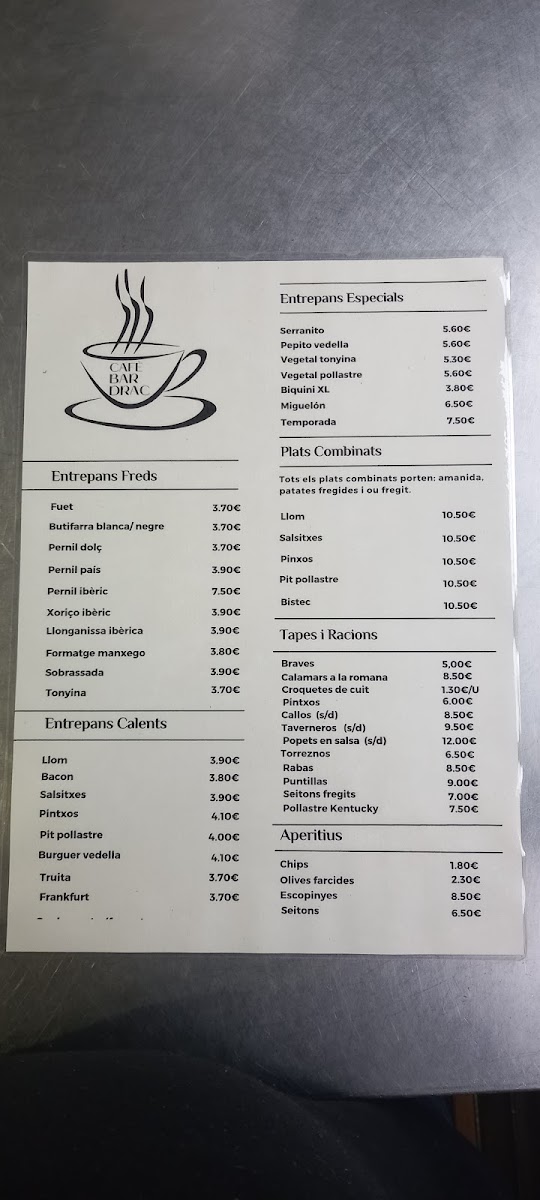 CAFE
BAR
DRAC
Entrepans Freds
Fuet 3.70€
Butifarra blanca/negre 3.70€
Pernil dolç 3.70€
Pernil país 3.90€
Pernil ibèric 7.50€
Xoriço ibèric 3.90€
Llonganissa ibèrica 3.90€
Formatge manxego 3.80€
Sobrassada 3.90€
Tonyina 3.70€
Entrepans Calents
Llom 3.90€
Bacon 3.80€
Salsitxes 3.90€
Pintxos 4.10€
Pit pollastre 4.00€
Burguer vedella 4.10€
Truita 3.70€
Frankfurt 3.70€
Entrepans Especials
Serranito 5.60€
Pepito vedella 5.60€
Vegetal tonyina 5.30€
Vegetal pollastre 5.60€
Biquini XL 3.80€
Miguelón 6.50€
Temporada 7.50€
Plats Combinats
Tots els plats combinats porten: amanida,
patates fregides i ou fregit.
Llom 10.50€
Salsitxes 10.50€
Pinxos 10.50€
Pit pollastre 10.50€
Bistec 10.50€
Tapes i Racions
Braves 5,00€
Calamars a la romana 8.50€
Croquetes de cuit 1.30€/U
Pintxos 6.00€
Callos (s/d) 8.50€
Taverneros (s/d) 9.50€
Popets en salsa (s/d) 12.00€
Torreznos 6.50€
Rabas 8.50€
Puntillas 9.00€
Seitons fregits 7.00€
Pollastre Kentucky 7.50€
Aperitius
Chips 1.80€
Olives farcides 2.30€
Escopinyes 8.50€
Seitons 6.50€